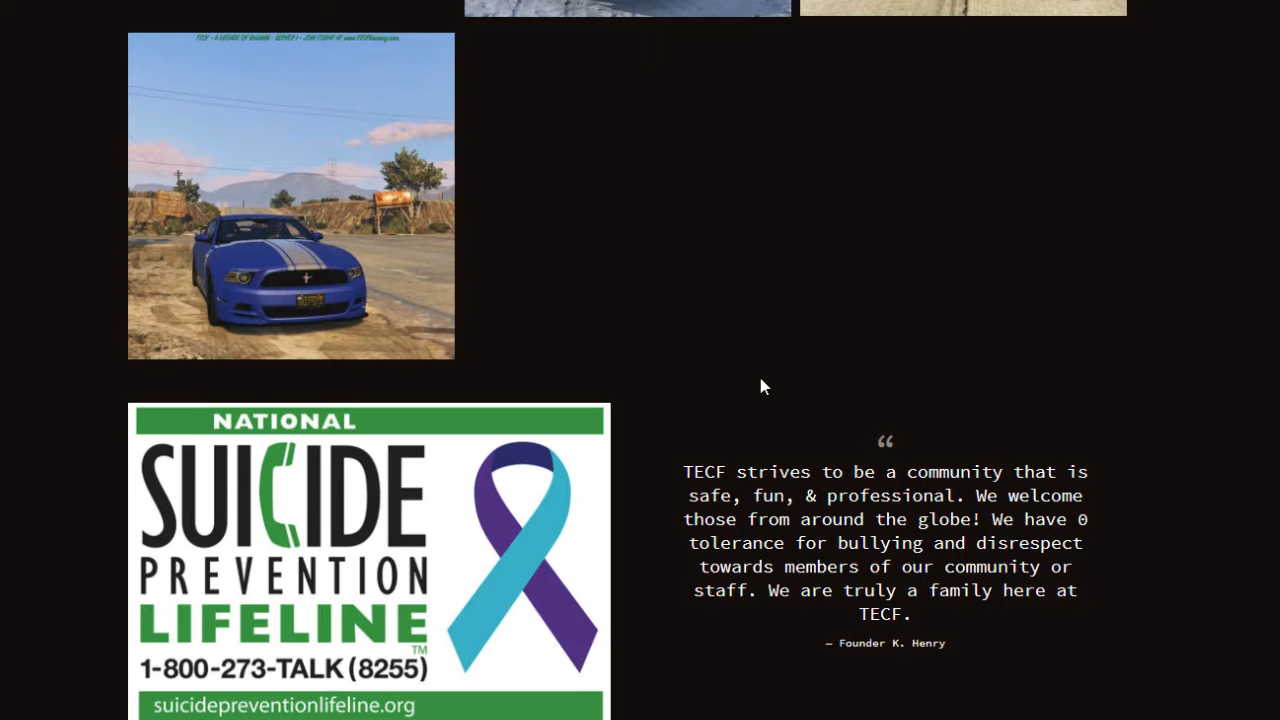 NATIONAL
SUICIDE
PREVENTION
LIFELINE
TM
1-800-273-TALK (8255)
suicidepreventionlifeline.org
“
TECF strives to be a community that is
safe, fun, & professional. We welcome
those from around the globe! We have 0
tolerance for bullying and disrespect
towards members of our community or
staff. We are truly a family here at
TECF.
— Founder K. Henry